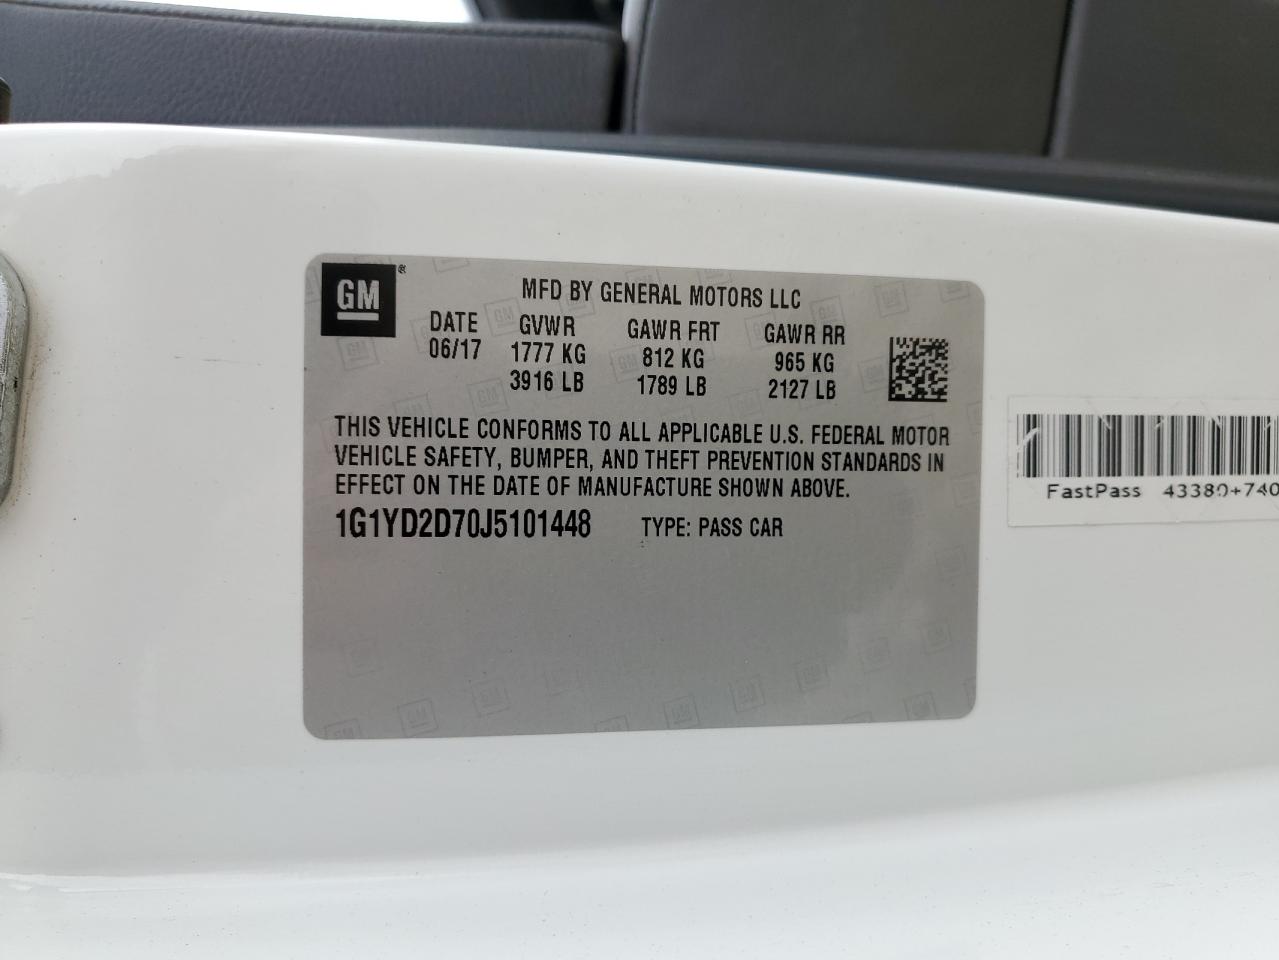 GM®
MFD BY GENERAL MOTORS LLC
DATE GVWR GAWR FRT GAWR RR
06/17 1777 KG 812 KG 965 KG
3916 LB 1789 LB 2127 LB
THIS VEHICLE CONFORMS TO ALL APPLICABLE U.S. FEDERAL MOTOR
VEHICLE SAFETY, BUMPER, AND THEFT PREVENTION STANDARDS IN
EFFECT ON THE DATE OF MANUFACTURE SHOWN ABOVE.
1G1YD2D70J5101448 TYPE: PASS CAR
FastPass 43380+740